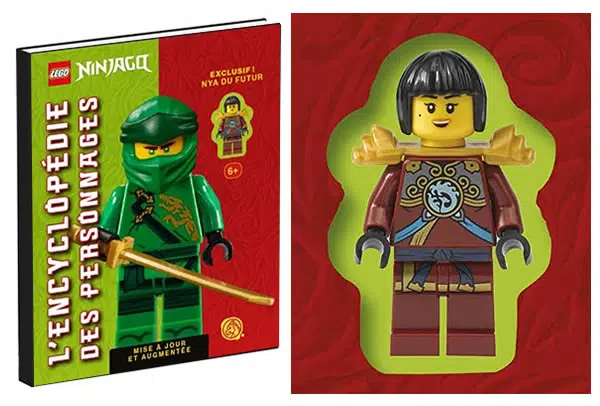 LEGO
NINJAGO
EXCLUSIF !
NYA DU FUTUR
6+
L'ENCYCLOPÉDIE
DES PERSONNAGES
MISE À JOUR
ET AUGMENTÉE